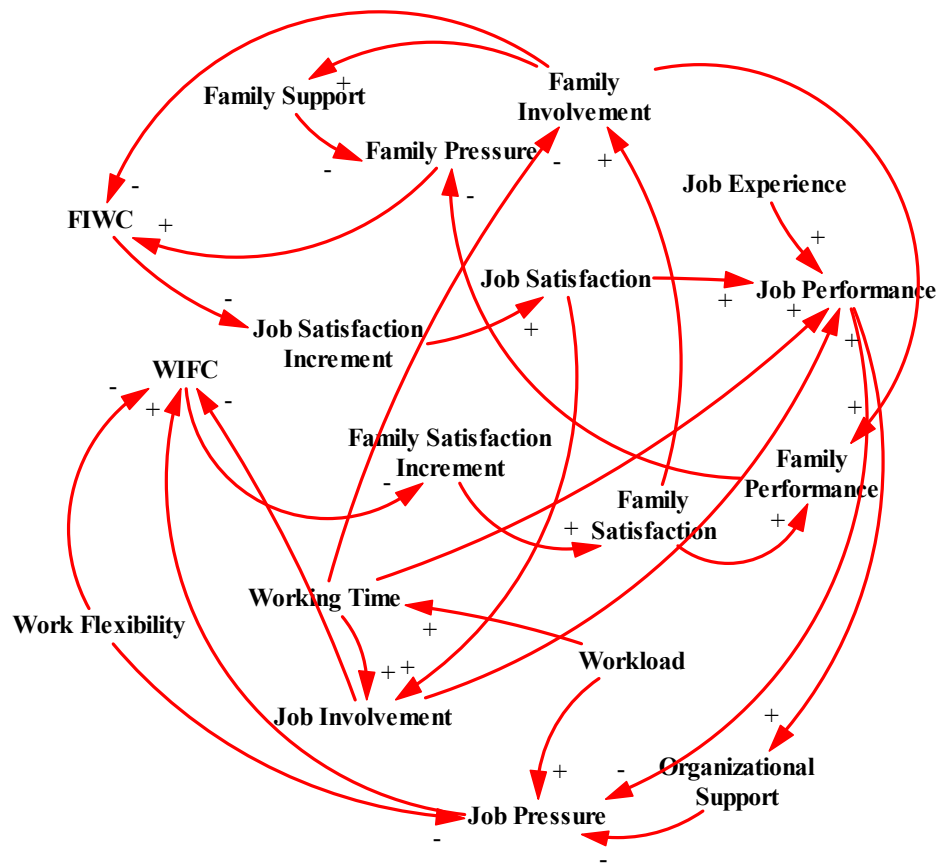 Family
Involvement
Family Support
+
Family Pressure
-
-
+
-
Job Experience
-
FIWC
+
+
Job Satisfaction
Job Performance
-
+
+
Job Satisfaction
Increment
+
+
WIFC
-
+
-
+
Family Satisfaction
Increment
-
Family
Performance
Family
Satisfaction
+
+
Working Time
Work Flexibility
+
Workload
+
+
Job Involvement
+
Organizational
Support
+
-
Job Pressure
-
-